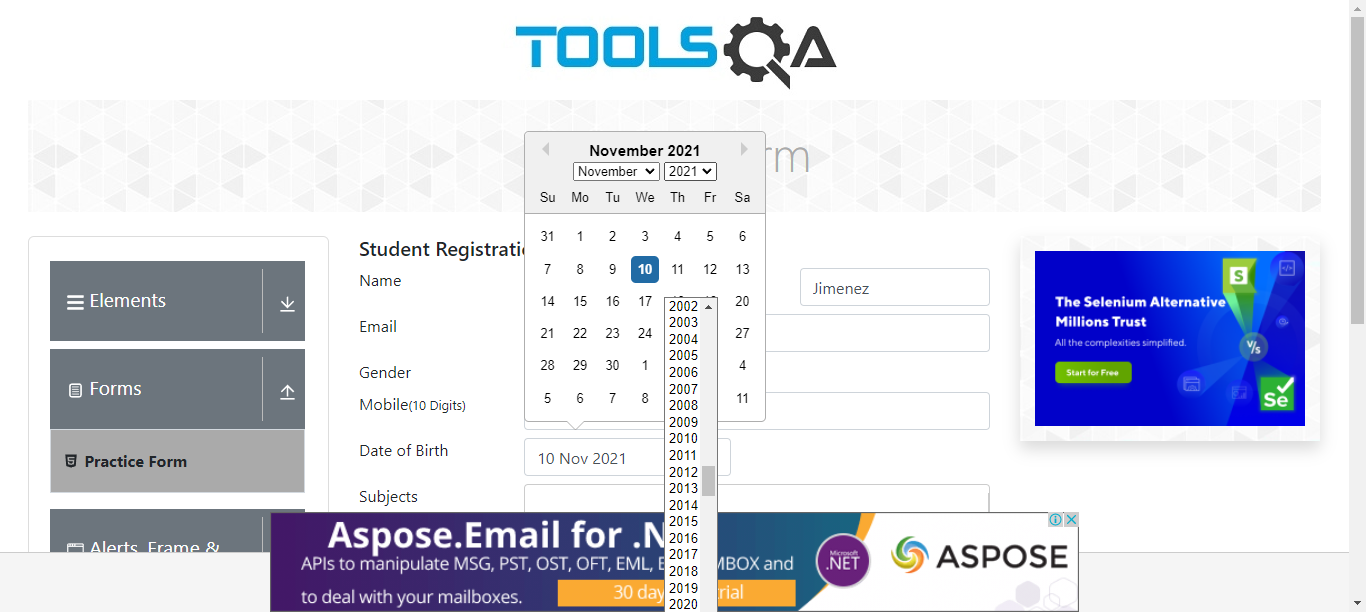 TOOLSQA
rm
November 2021
November 2021
Su Mo Tu We Th Fr Sa
31 1 2 3 4 5 6
7 8 9 10 11 12 13
14 15 16 17 20
21 22 23 24 27
28 29 30 1 4
5 6 7 8 11
2002
2003
2004
2005
2006
2007
2008
2009
2010
2011
2012
2013
2014
2015
2016
2017
2018
2019
2020
Elements
Forms
Practice Form
Alerts, Frame &
Student Registrati
Name
Jimenez
Email
Gender
Mobile(10 Digits)
Date of Birth
10 Nov 2021
Subjects
The Selenium Alternative
Millions Trust
All the complexities simplified.
Start for Free
S
V/s
Se
Aspose.Email for .N
APIs to manipulate MSG, PST, OST, OFT, EML, E MBOX and
to deal with your mailboxes.
30 day rial
Microsoft
.NET
ASPOSE